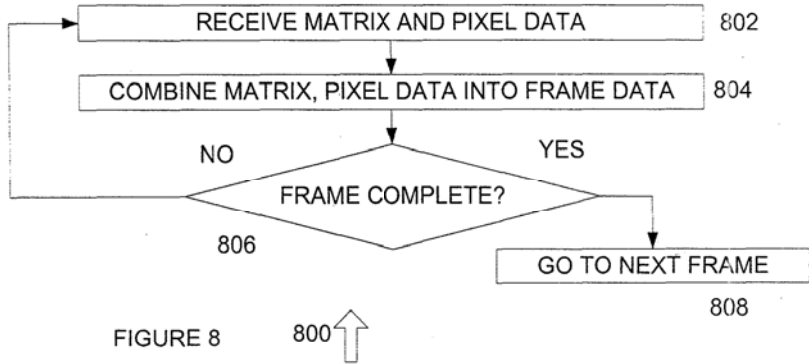 RECEIVE MATRIX AND PIXEL DATA
802
COMBINE MATRIX, PIXEL DATA INTO FRAME DATA
804
NO
YES
FRAME COMPLETE?
806
GO TO NEXT FRAME
808
FIGURE 8
800